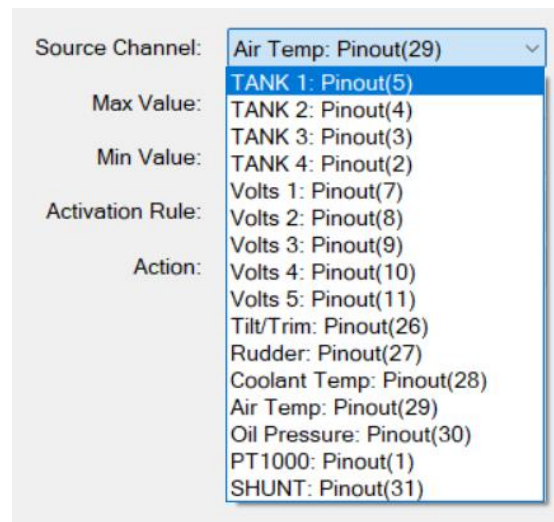 Source Channel: Air Temp: Pinout(29)
TANK 1: Pinout(5)
Max Value:
TANK 2: Pinout(4)
TANK 3: Pinout(3)
Min Value:
TANK 4: Pinout(2)
Volts 1: Pinout(7)
Activation Rule:
Volts 2: Pinout(8)
Volts 3: Pinout(9)
Action:
Volts 4: Pinout(10)
Volts 5: Pinout(11)
Tilt/Trim: Pinout(26)
Rudder: Pinout(27)
Coolant Temp: Pinout(28)
Air Temp: Pinout(29)
Oil Pressure: Pinout(30)
PT1000: Pinout(1)
SHUNT: Pinout(31)